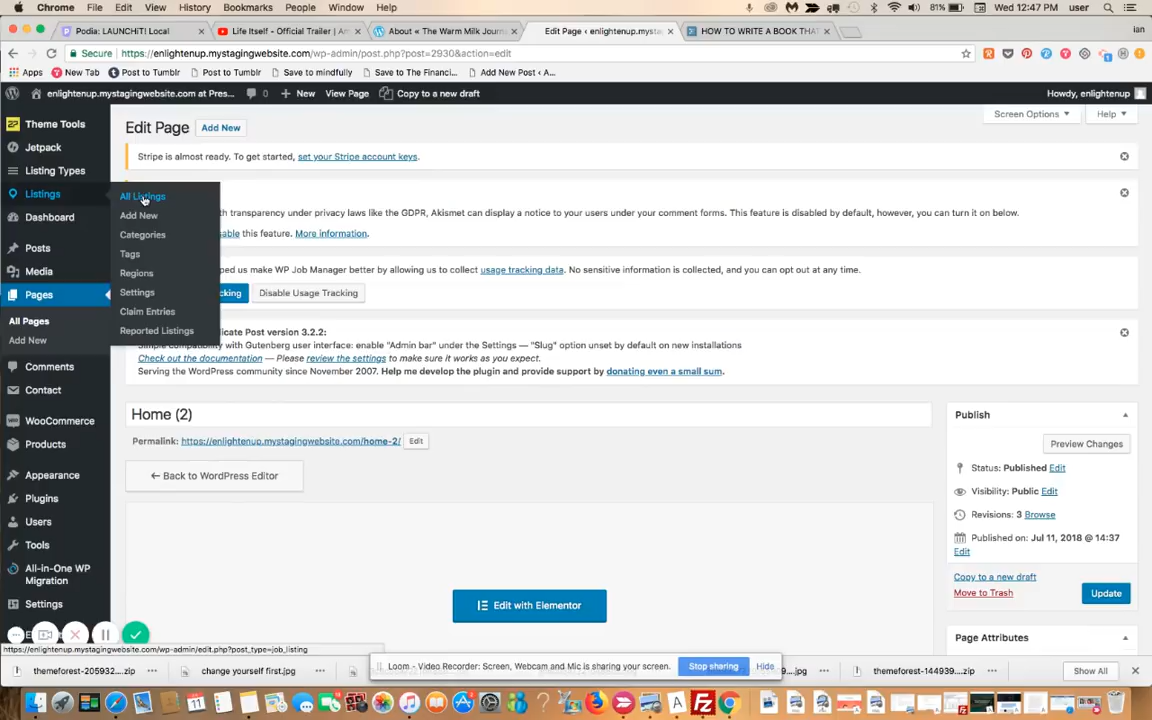 Chrome File Edit View History Bookmarks People Window Help 81% Wed 12:47 PM user
Podia: LAUNCHiT! Local Life Itself - Official Trailer | A About « The Warm Milk Journa Edit Page ‹ enlightenup.mysta HOW TO WRITE A BOOK THAT ian
Secure https://enlightenup.mystagingwebsite.com/wp-admin/post.php?post=2930&action=edit
Apps New Tab Post to Tumblr Post to Tumblr Save to mindfully Save to The Financi... Add New Post ‹ A...
enlightenup.mystagingwebsite.com at Pres... 0 New View Page Copy to a new draft Howdy, enlightenup
Screen Options Help
Theme Tools
Jetpack
Listing Types
Listings
Dashboard
Posts
Media
Pages
All Pages
Add New
Comments
Contact
WooCommerce
Products
Appearance
Plugins
Users
Tools
All-in-One WP
Migration
Settings
All Listings
Add New
Categories
Tags
Regions
Settings
Claim Entries
Reported Listings
Edit Page Add New
Stripe is almost ready. To get started, set your Stripe account keys.
th transparency under privacy laws like the GDPR, Akismet can display a notice to your users under your comment forms. This feature is disabled by default, however, you can turn it on below.
able this feature. More information.
ped us make WP Job Manager better by allowing us to collect usage tracking data. No sensitive information is collected, and you can opt out at any time.
cking Disable Usage Tracking
licate Post version 3.2.2:
Simple compatibility with Gutenberg user interface: enable "Admin bar" under the Settings — "Slug" option unset by default on new installations
Check out the documentation — Please review the settings to make sure it works as you expect.
Serving the WordPress community since November 2007. Help me develop the plugin and provide support by donating even a small sum.
Home (2)
Permalink: https://enlightenup.mystagingwebsite.com/home-2/ Edit
← Back to WordPress Editor
Edit with Elementor
Publish
Preview Changes
Status: Published Edit
Visibility: Public Edit
Revisions: 3 Browse
Published on: Jul 11, 2018 @ 14:37
Edit
Copy to a new draft
Move to Trash Update
Page Attributes
https://enlightenup.mystagingwebsite.com/wp-admin/edit.php?post_type=job_listing
Loom - Video Recorder: Screen, Webcam and Mic is sharing your screen. Stop sharing Hide
themeforest-205932....zip change yourself first.jpg .jpg themeforest-144939....zip Show All